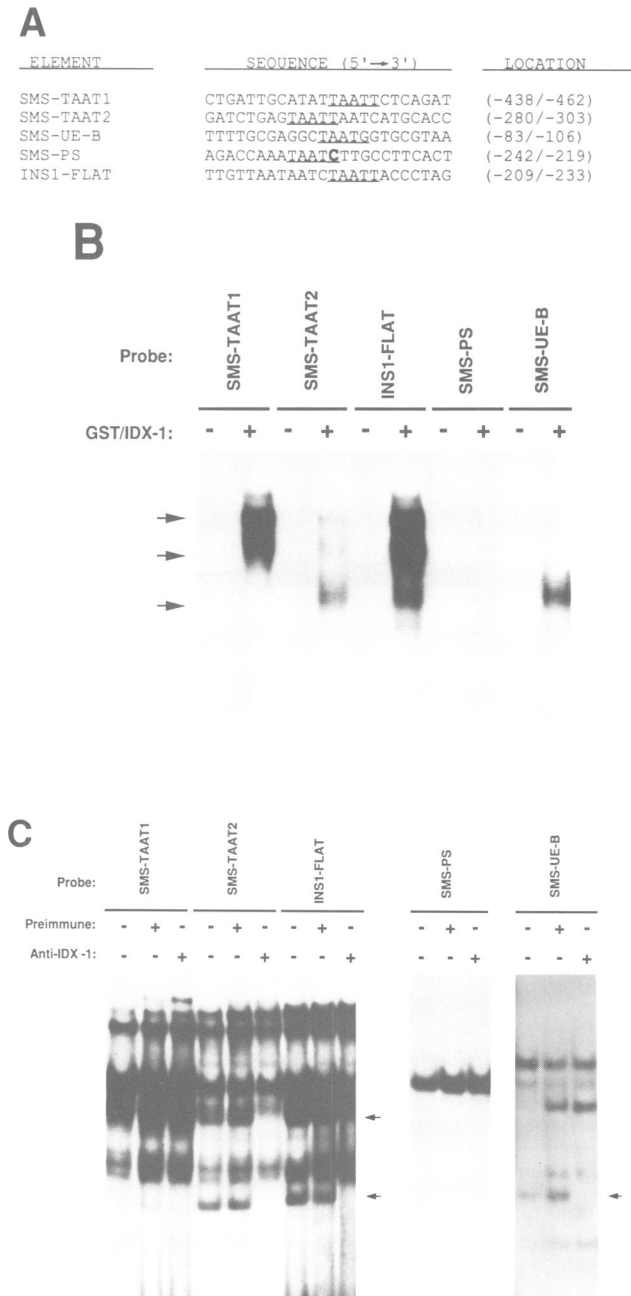 A
ELEMENT SEQUENCE (5'→3') LOCATION
SMS-TAAT1 CTGATTGCATATTAATTCTCAGAT (-438/-462)
SMS-TAAT2 GATCTGAGTAATTAATCATGCACC (-280/-303)
SMS-UE-B TTTTGCGAGGCTAATGGTGCGTAA (-83/-106)
SMS-PS AGACCAAATAATCTTGCCTTCACT (-242/-219)
INS1-FLAT TTGTTAATAATCTAATTACCCTAG (-209/-233)
B
Probe: SMS-TAAT1 SMS-TAAT2 INS1-FLAT SMS-PS SMS-UE-B
GST/IDX-1: - + - + - + - + - +
C
Probe: SMS-TAAT1 SMS-TAAT2 INS1-FLAT SMS-PS SMS-UE-B
Preimmune: - + - - + - - + - - + - - + -
Anti-IDX -1: - - + - - + - - + - - + - - +